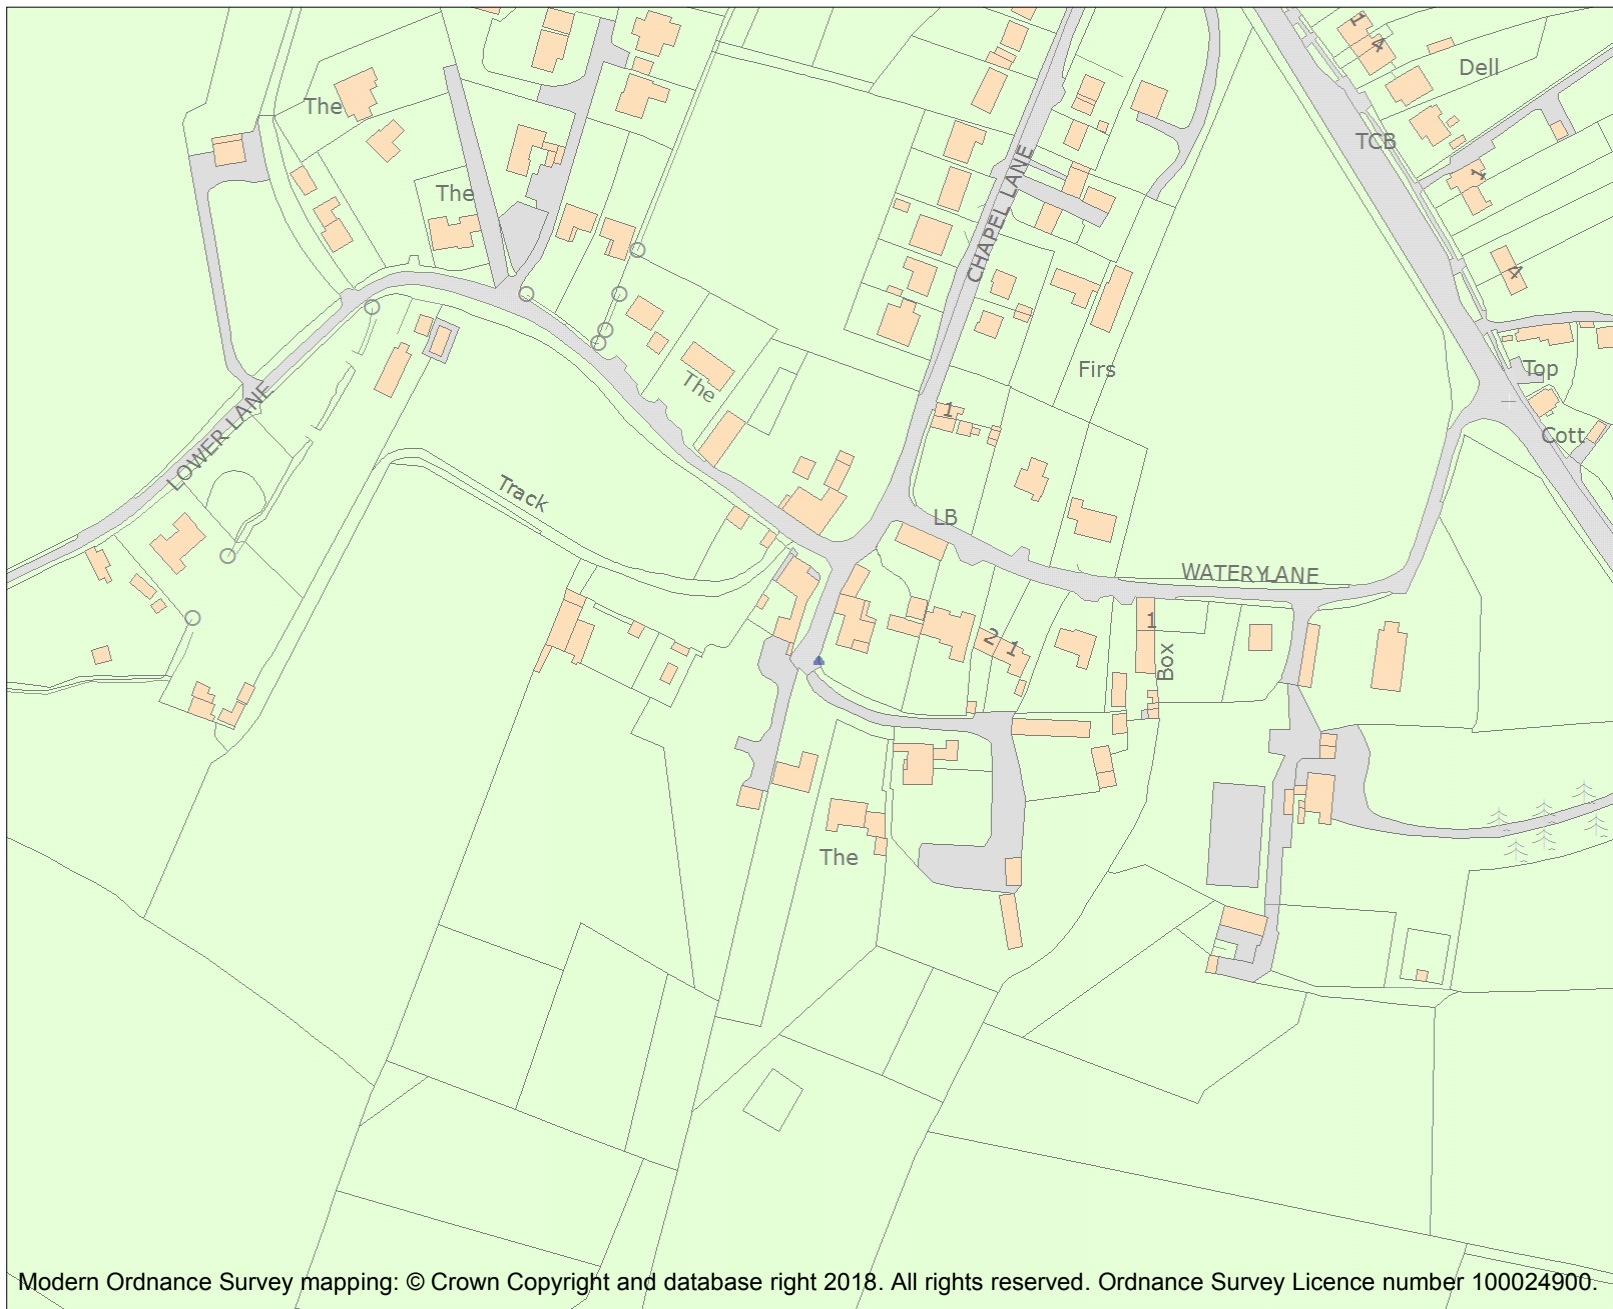 1
4
Dell
The
TCB
1
The
CHAPEL LANE
4
Firs
Top
The
1
Cott
LOWER LANE
Track
LB
WATERYLANE
1
2
1
Box
The
Modern Ordnance Survey mapping: © Crown Copyright and database right 2018. All rights reserved. Ordnance Survey Licence number 100024900.